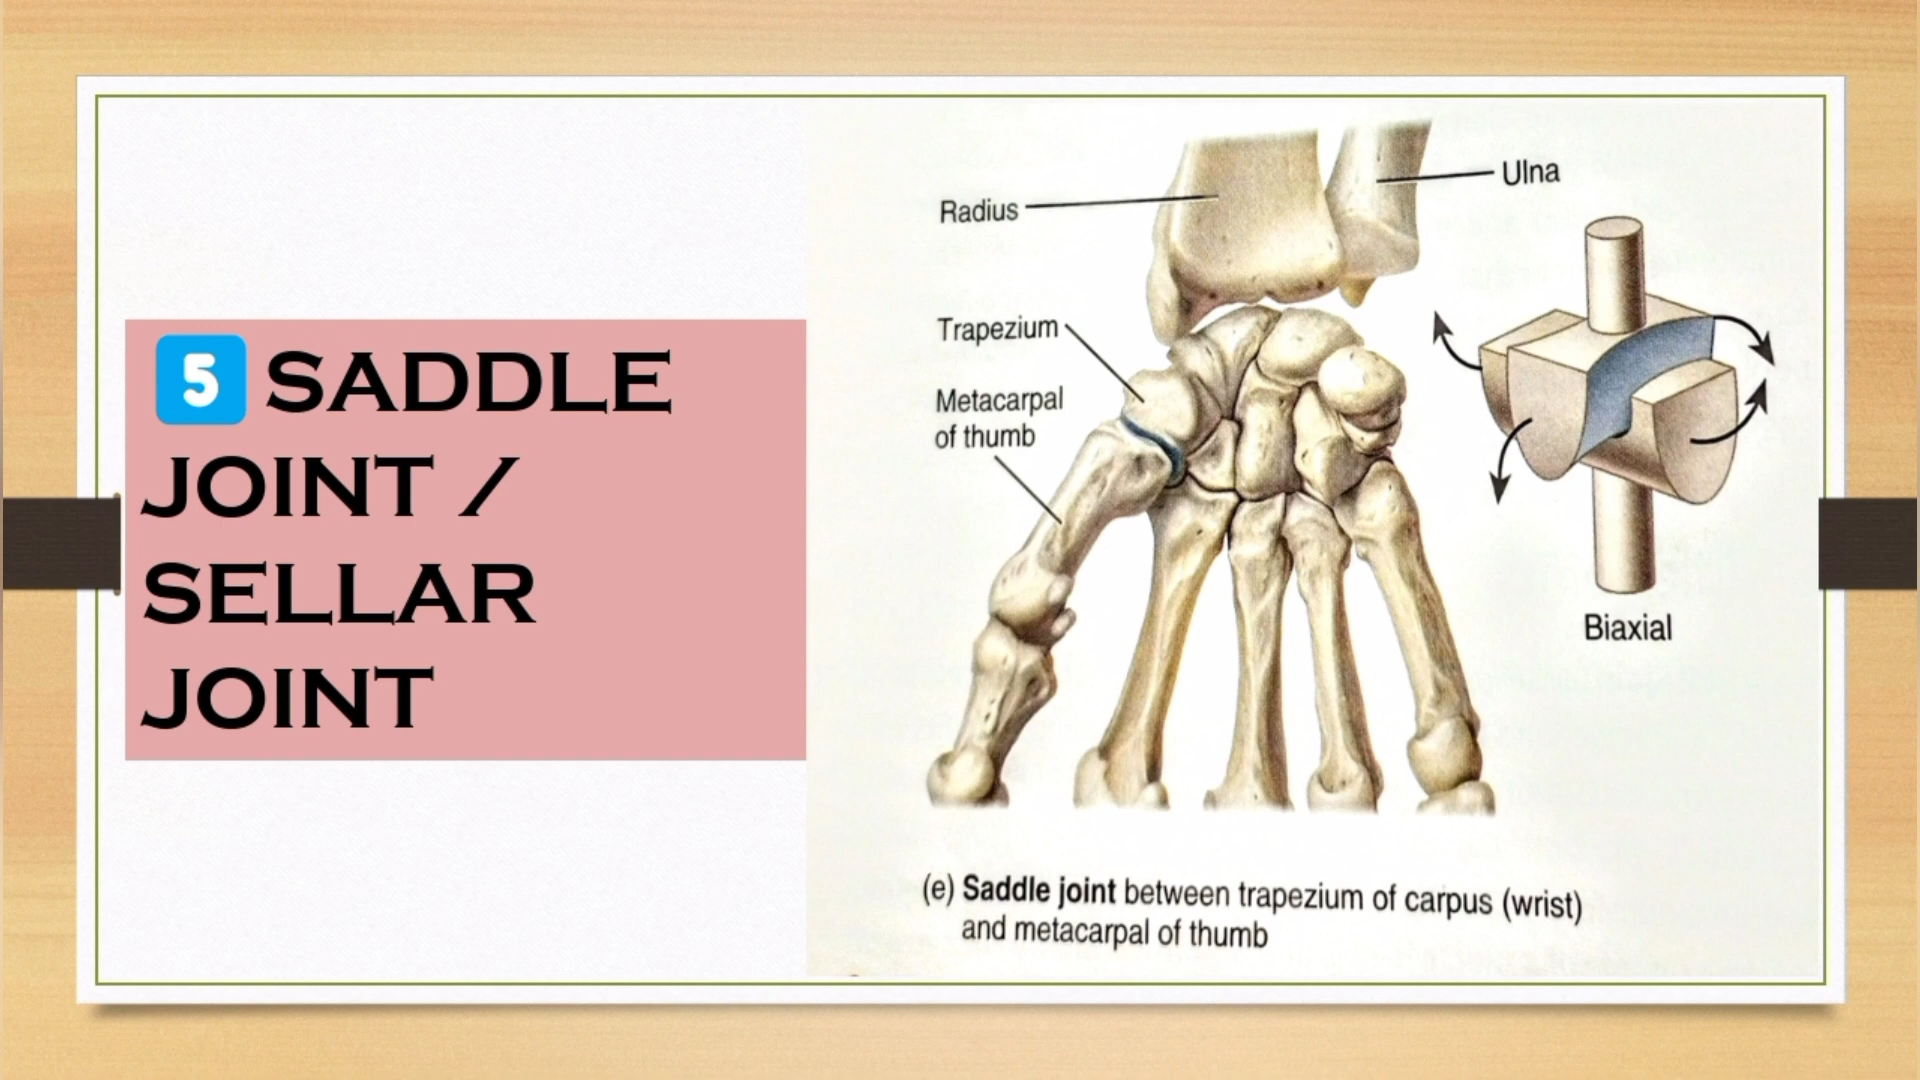 5 SADDLE
JOINT /
SELLAR
JOINT
Radius
Ulna
Trapezium
Metacarpal
of thumb
Biaxial
(e) Saddle joint between trapezium of carpus (wrist)
and metacarpal of thumb